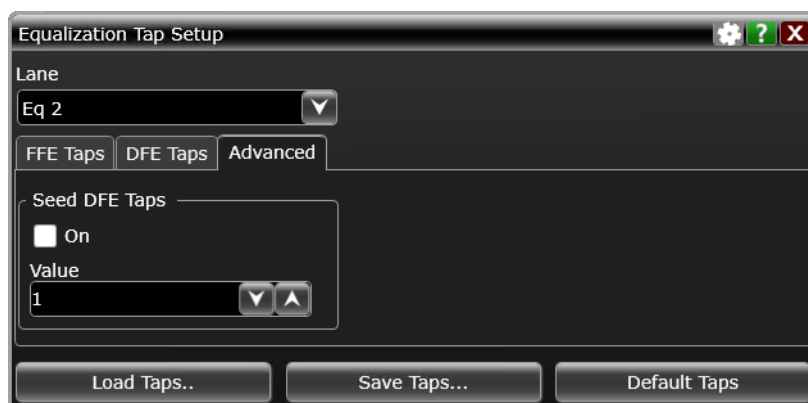 Equalization Tap Setup ? X
Lane
Eq 2
FFE Taps DFE Taps Advanced
Seed DFE Taps
On
Value
1
Load Taps.. Save Taps... Default Taps